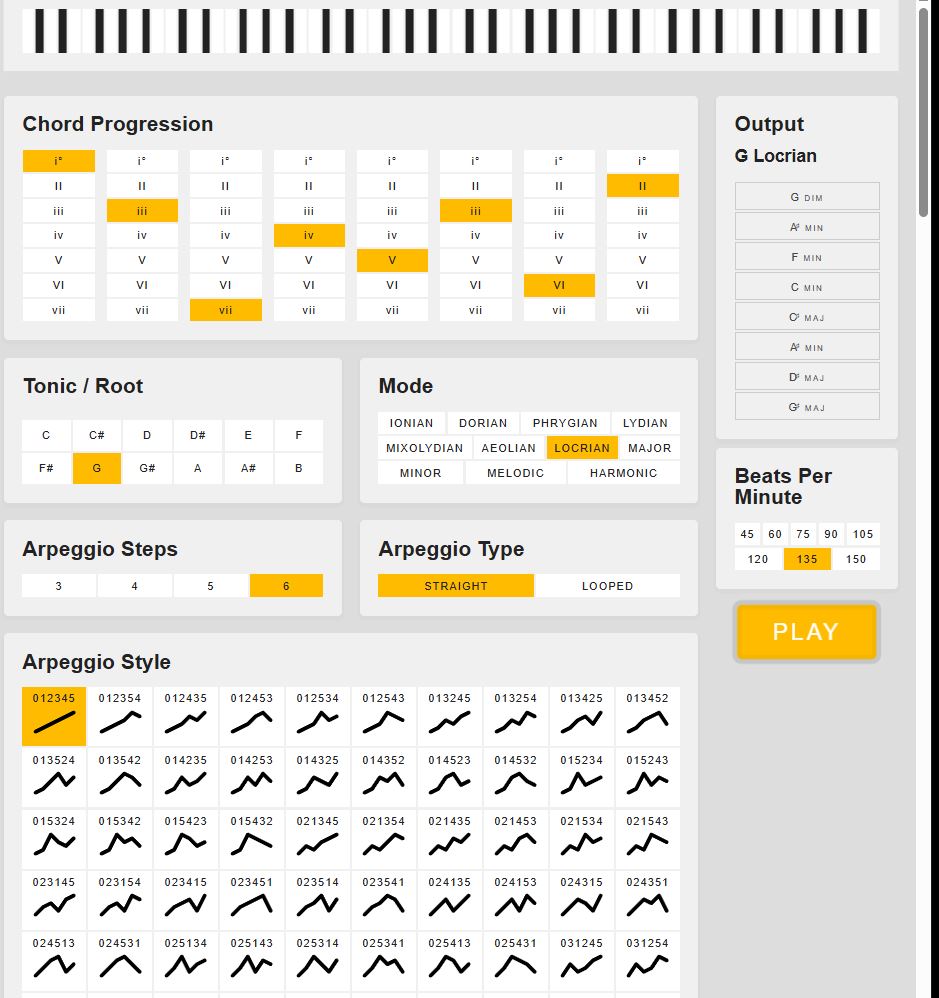 Chord Progression
i° i° i° i° i° i° i° i°
II II II II II II II II
iii iii iii iii iii iii iii iii
iv iv iv iv iv iv iv iv
V V V V V V V V
VI VI VI VI VI VI VI VI
vii vii vii vii vii vii vii vii
Output
G Locrian
G DIM
A♯ MIN
F MIN
C MIN
C♯ MAJ
A♯ MIN
D♯ MAJ
G♯ MAJ
Tonic / Root
C C# D D# E F
F# G G# A A# B
Mode
IONIAN DORIAN PHRYGIAN LYDIAN
MIXOLYDIAN AEOLIAN LOCRIAN MAJOR
MINOR MELODIC HARMONIC
Beats Per
Minute
45 60 75 90 105
120 135 150
Arpeggio Steps
3 4 5 6
Arpeggio Type
STRAIGHT LOOPED
PLAY
Arpeggio Style
012345 012354 012435 012453 012534 012543 013245 013254 013425 013452
013524 013542 014235 014253 014325 014352 014523 014532 015234 015243
015324 015342 015423 015432 021345 021354 021435 021453 021534 021543
023145 023154 023415 023451 023514 023541 024135 024153 024315 024351
024513 024531 025134 025143 025314 025341 025413 025431 031245 031254